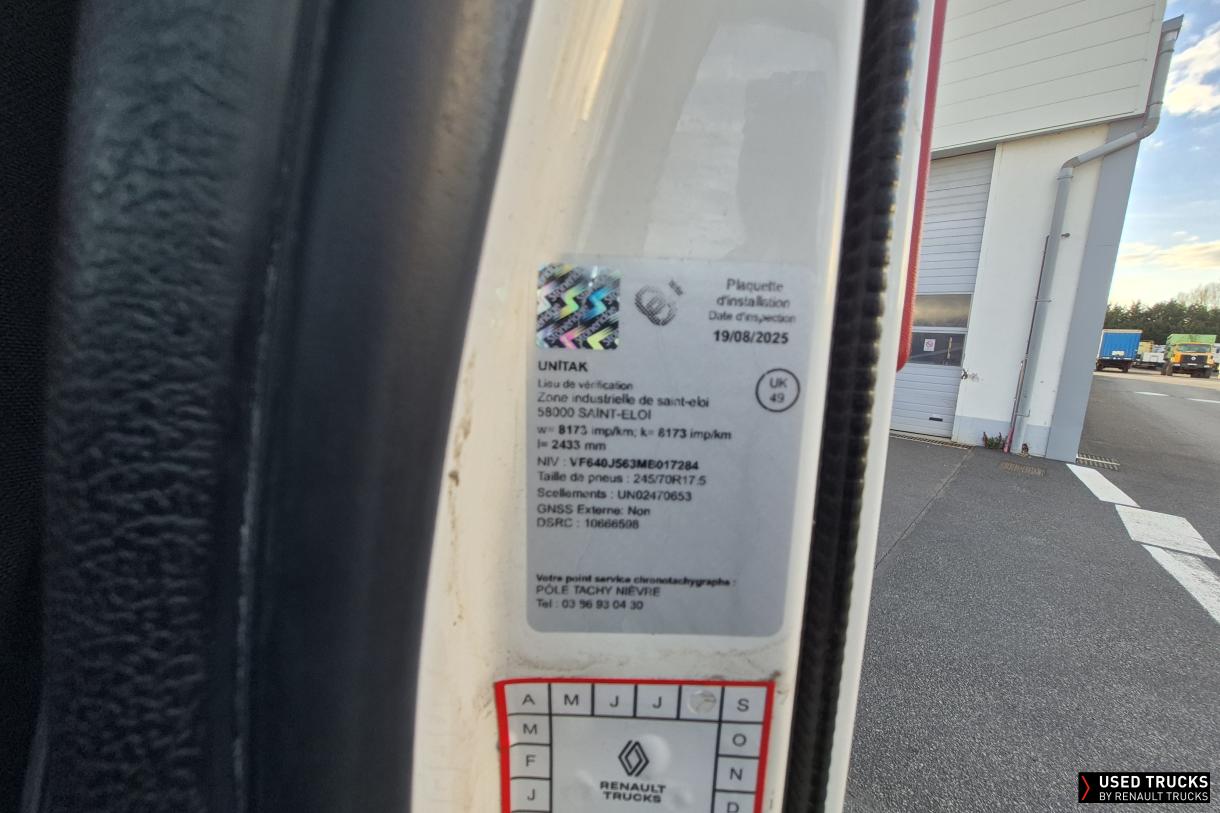 Plaquette
d'installation
Date d'inspection
19/08/2025
UNITAK
Lieu de vérification
Zone industrielle de saint-eloi
58000 SAINT-ELOI
UK
49
w= 8173 imp/km; k= 8173 imp/km
l= 2433 mm
NIV : VF640J563MB017284
Taille de pneus : 245/70R17.5
Scellements : UN02470653
GNSS Externe: Non
DSRC : 10666598
Votre point service chronotachygraphe :
PÔLE TACHY NIÈVRE
Tel : 03 86 93 04 30
A M J J S
M O
F N
J D
RENAULT
TRUCKS
USED TRUCKS
BY RENAULT TRUCKS